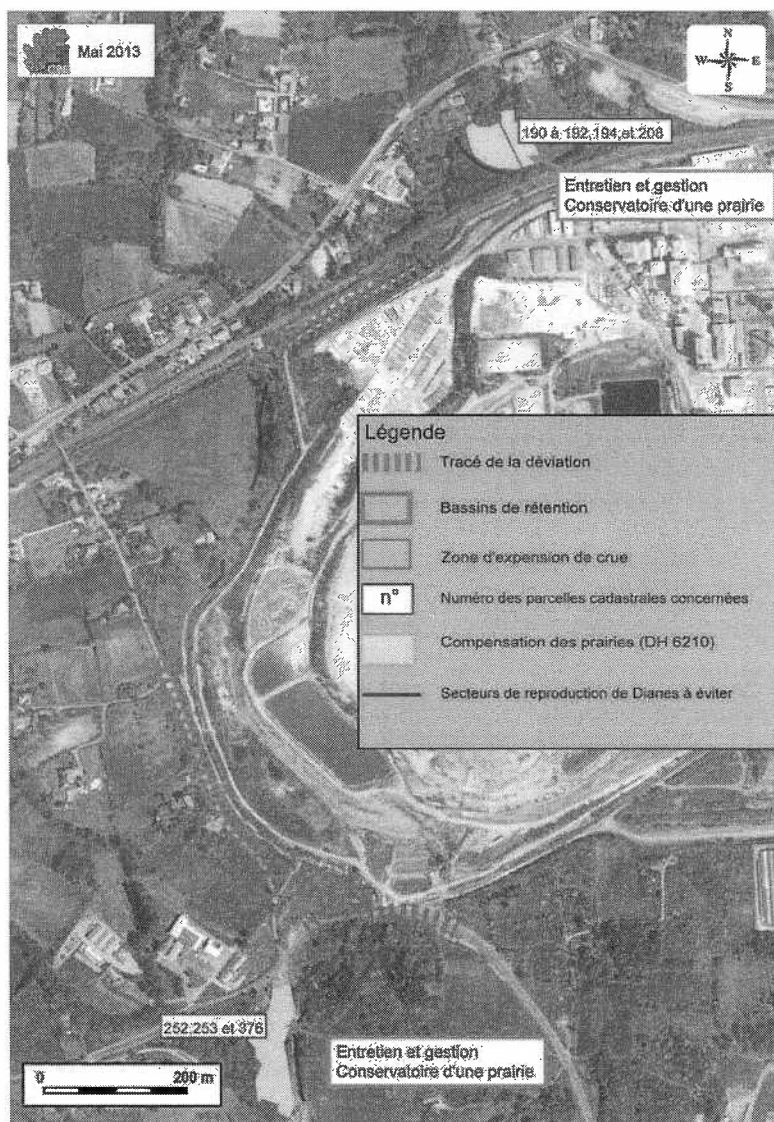 Mai 2013
N
W E
S
190 à 192,194 et 208
Entretien et gestion
Conservatoire d'une prairie
Légende
Tracé de la déviation
Bassins de rétention
Zone d'expension de crue
n°
Numéro des parcelles cadastrales concernées
Compensation des prairies (DH 6210)
Secteurs de reproduction de Dianes à éviter
252,253 et 376
Entretien et gestion
Conservatoire d'une prairie
0 200 m